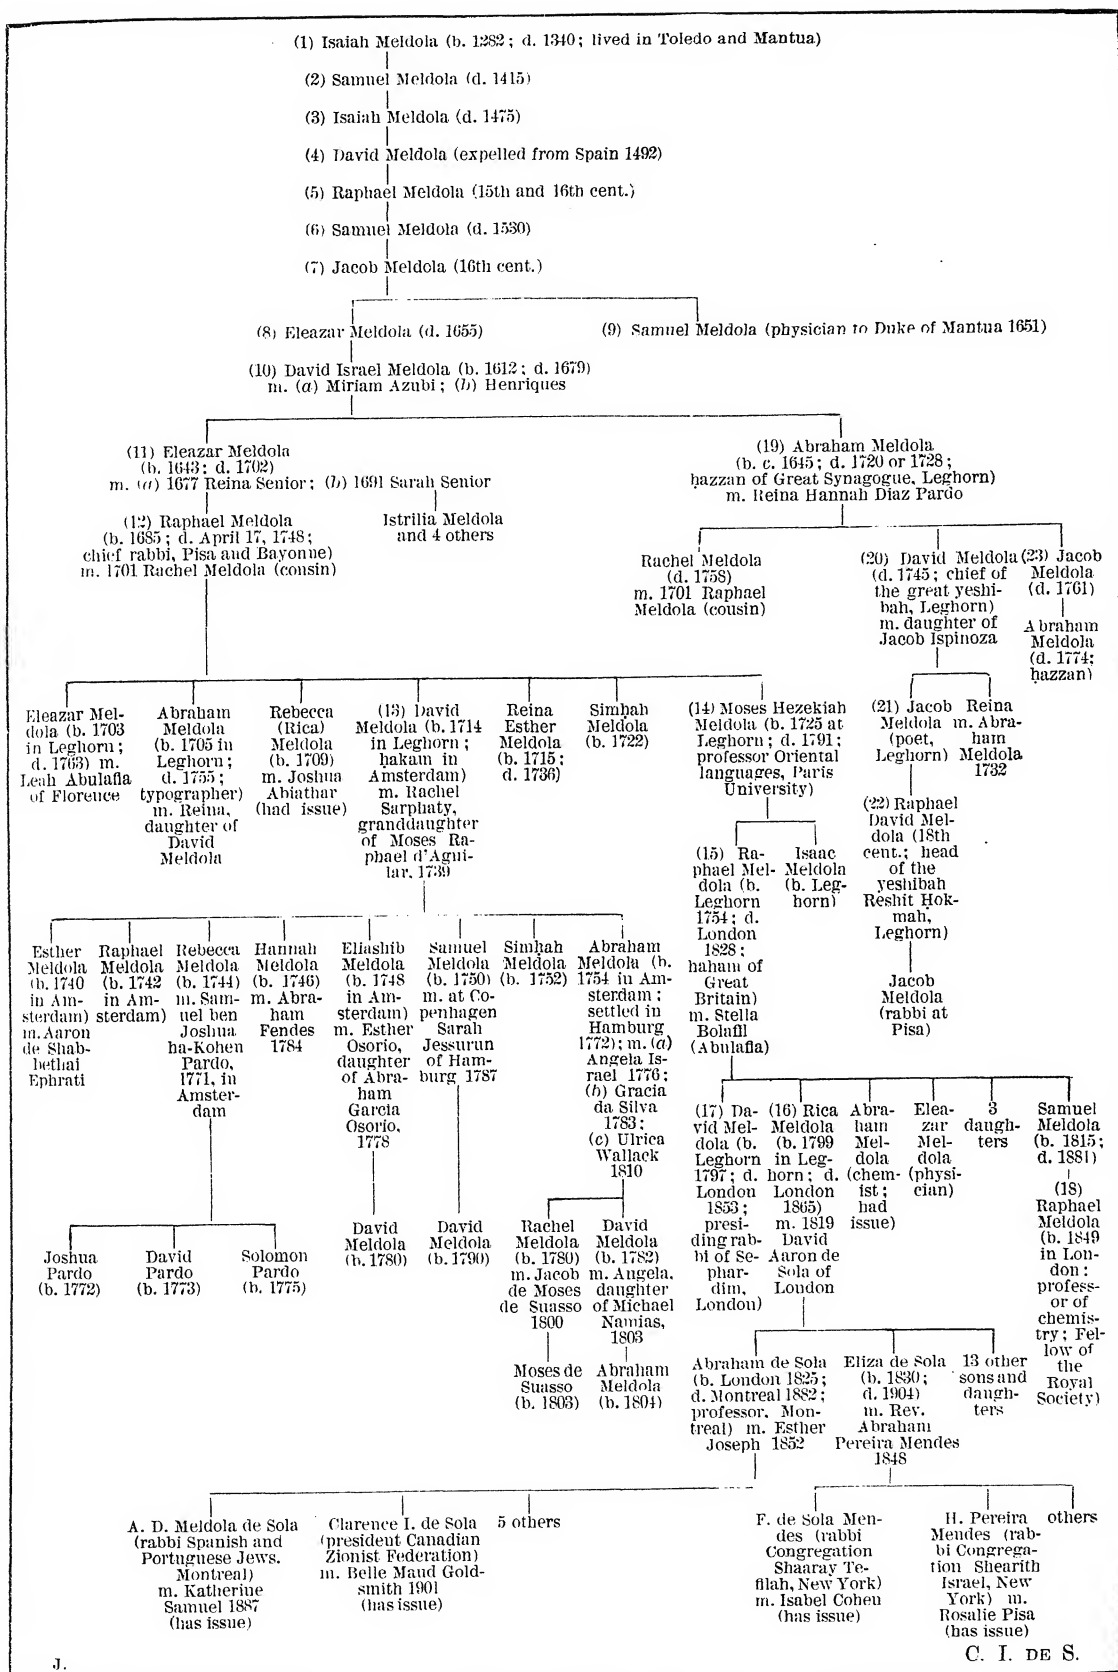 (1) Isaiah Meldola (b. 1282; d. 1340; lived in Toledo and Mantua)
(2) Samuel Meldola (d. 1415)
(3) Isaiah Meldola (d. 1475)
(4) David Meldola (expelled from Spain 1492)
(5) Raphael Meldola (15th and 16th cent.)
(6) Samuel Meldola (d. 1530)
(7) Jacob Meldola (16th cent.)
(8) Eleazar Meldola (d. 1655)
(9) Samuel Meldola (physician to Duke of Mantua 1651)
(10) David Israel Meldola (b. 1612; d. 1679)
m. (a) Miriam Azubi; (b) Henriques
(11) Eleazar Meldola
(b. 1643; d. 1702)
m. (a) 1677 Reina Senior; (b) 1691 Sarah Senior
(19) Abraham Meldola
(b. c. 1645; d. 1720 or 1728;
ḥazzan of Great Synagogue, Leghorn)
m. Reina Hannah Diaz Pardo
(12) Raphael Meldola
(b. 1685; d. April 17, 1748;
chief rabbi, Pisa and Bayonne)
m. 1701 Rachel Meldola (cousin)
Istrilia Meldola
and 4 others
Rachel Meldola
(d. 1758)
m. 1701 Raphael
Meldola (cousin)
(20) David Meldola
(d. 1745; chief of
the great yeshi-
bah, Leghorn)
m. daughter of
Jacob Ispinoza
(23) Jacob
Meldola
(d. 1761)
Abraham
Meldola
(d. 1774;
ḥazzan)
Eleazar Mel-
dola (b. 1703
in Leghorn;
d. 1763) m.
Leah Abulafia
of Florence
Abraham
Meldola
(b. 1705 in
Leghorn;
d. 1755;
typographer)
m. Reina,
daughter of
David
Meldola
Rebecca
(Rica)
Meldola
(b. 1709)
m. Joshua
Abiathar
(had issue)
(13) David
Meldola (b. 1714
in Leghorn;
ḥakam in
Amsterdam)
m. Rachel
Sarphaty,
granddaughter
of Moses Ra-
phael d'Agui-
lar, 1739
Reina
Esther
Meldola
(b. 1715;
d. 1736)
Simḥah
Meldola
(b. 1722)
(14) Moses Hezekiah
Meldola (b. 1725 at
Leghorn; d. 1791;
professor Oriental
languages, Paris
University)
(21) Jacob
Meldola
(poet,
Leghorn)
Reina
m. Abra-
ham
Meldola
1732
(15) Ra-
phael Mel-
dola (b.
Leghorn
1754; d.
London
1828;
haham of
Great
Britain)
m. Stella
Bolafil
(Abulafia)
Isaac
Meldola
(b. Leg-
horn)
(22) Raphael
David Mel-
dola (18th
cent.; head
of the
yeshibah
Reshit Ḥok-
mah,
Leghorn)
Jacob
Meldola
(rabbi at
Pisa)
Esther
Meldola
(b. 1740
in Am-
sterdam)
m. Aaron
de Shab-
bethai
Ephrati
Raphael
Meldola
(b. 1742
in Am-
sterdam)
Rebecca
Meldola
(b. 1744)
m. Sam-
uel ben
Joshua
ha-Kohen
Pardo,
1771, in
Amster-
dam
Hannah
Meldola
(b. 1746)
m. Abra-
ham
Fendes
1784
Eliashib
Meldola
(b. 1748
in Am-
sterdam)
m. Esther
Osorio,
daughter
of Abra-
ham
Garcia
Osorio,
1778
Samuel
Meldola
(b. 1750)
m. at Co-
penhagen
Sarah
Jessurun
of Ham-
burg 1787
Simḥah
Meldola
(b. 1752)
Abraham
Meldola (b.
1754 in Am-
sterdam;
settled in
Hamburg
1772); m. (a)
Angela Is-
rael 1776;
(b) Gracia
da Silva
1783;
(c) Ulrica
Wallack
1810
(17) Da-
vid Mel-
dola (b.
Leghorn
1797; d.
London
1853;
presi-
ding rab-
bi of Se-
phar-
dim,
London)
(16) Rica
Meldola
(b. 1799
in Leg-
horn; d.
London
1865)
m. 1819
David
Aaron de
Sola of
London
Abra-
ham
Mel-
dola
(chem-
ist;
had
issue)
Elea-
zar
Mel-
dola
(physi-
cian)
3
daugh-
ters
Samuel
Meldola
(b. 1815;
d. 1881)
(18)
Raphael
Meldola
(b. 1849
in Lon-
don;
profess-
or of
chemis-
try; Fel-
low of
the
Royal
Society)
Joshua
Pardo
(b. 1772)
David
Pardo
(b. 1773)
Solomon
Pardo
(b. 1775)
David
Meldola
(b. 1780)
David
Meldola
(b. 1790)
Rachel
Meldola
(b. 1780)
m. Jacob
de Moses
de Suasso
1800
David
Meldola
(b. 1782)
m. Angela,
daughter
of Michael
Namias,
1803
Moses de
Suasso
(b. 1803)
Abraham
Meldola
(b. 1804)
Abraham de Sola
(b. London 1825;
d. Montreal 1882;
professor, Mon-
treal) m. Esther
Joseph 1852
Eliza de Sola
(b. 1830;
d. 1904)
m. Rev.
Abraham
Pereira Mendes
1848
13 other
sons and
daugh-
ters
A. D. Meldola de Sola
(rabbi Spanish and
Portuguese Jews,
Montreal)
m. Katherine
Samuel 1887
(has issue)
Clarence I. de Sola
(president Canadian
Zionist Federation)
m. Belle Maud Gold-
smith 1901
(has issue)
5 others
F. de Sola Men-
des (rabbi
Congregation
Shaaray Te-
filah, New York)
m. Isabel Cohen
(has issue)
H. Pereira
Mendes (rab-
bi Congrega-
tion Shearith
Israel, New
York) m.
Rosalie Pisa
(has issue)
others
J.
C. I. DE S.